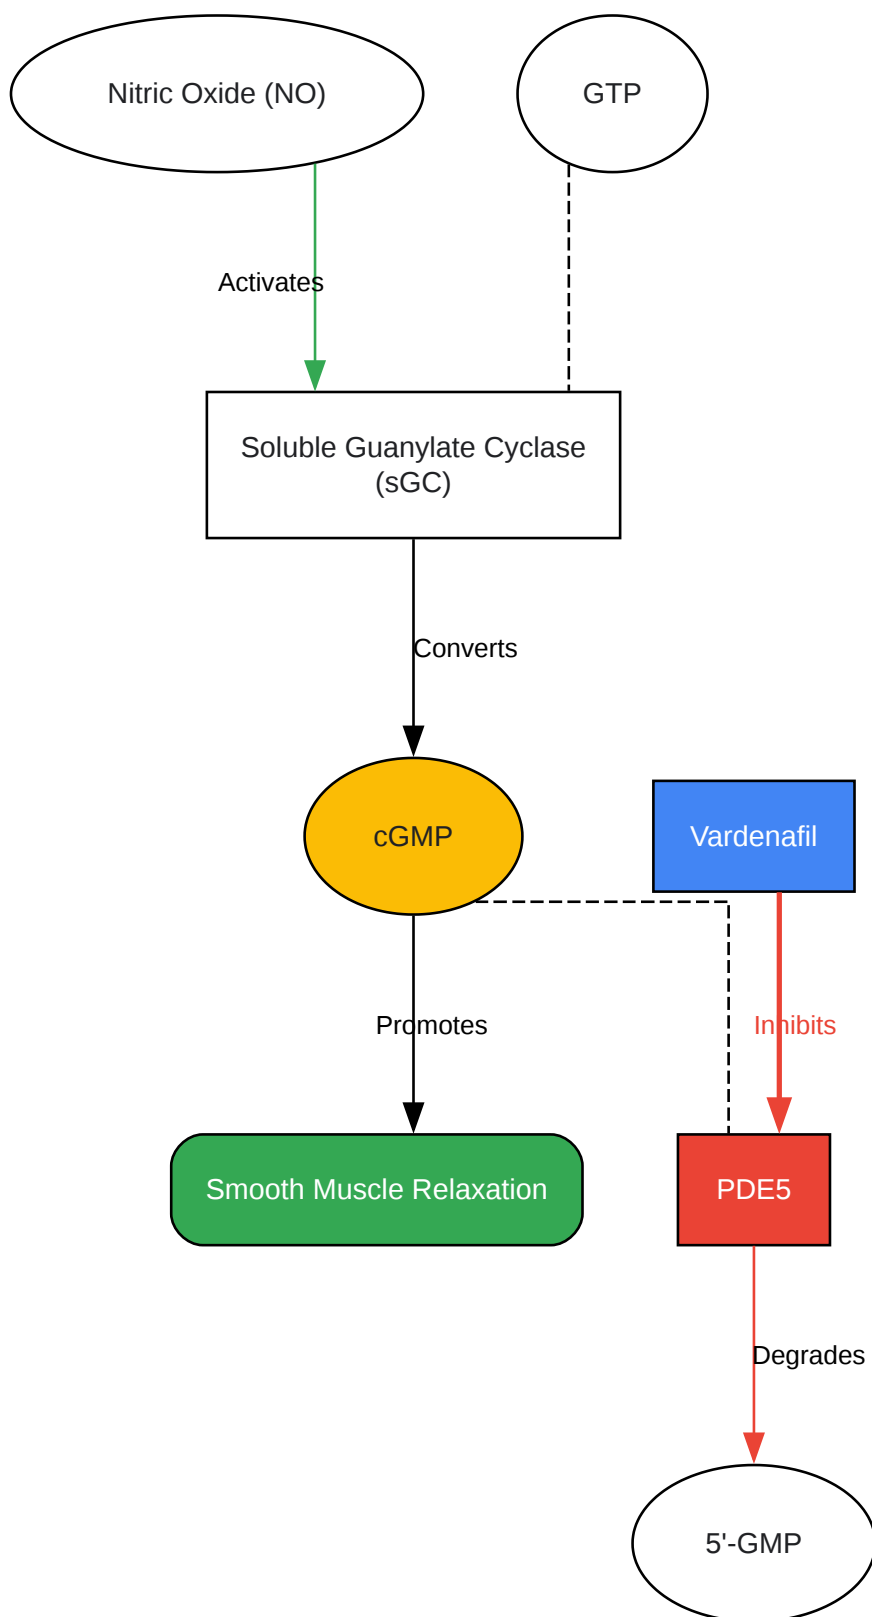 Nitric Oxide (NO)
GTP
Activates
Soluble Guanylate Cyclase
(sGC)
Converts
cGMP
Vardenafil
Promotes
Inhibits
Smooth Muscle Relaxation
PDE5
Degrades
5'-GMP